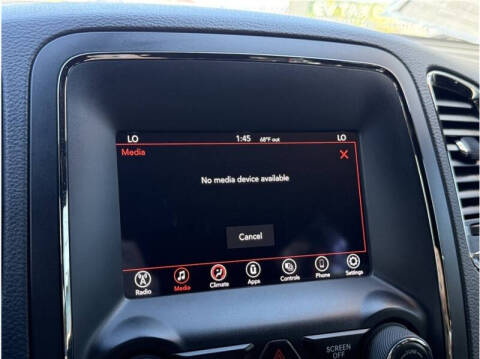 LO 1:45 68°F out LO
Media
No media device available
Cancel
Radio Media Climate Apps Controls Phone Settings
SCREEN OFF